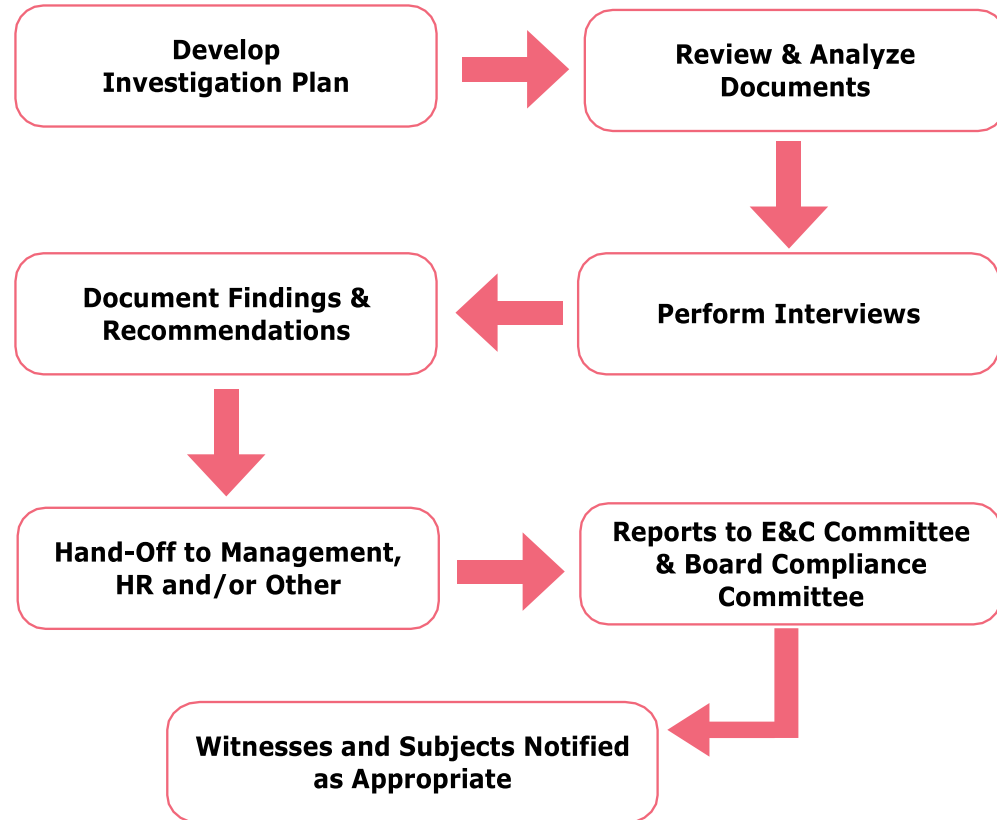 Develop
Investigation Plan
Review & Analyze
Documents
Perform Interviews
Document Findings &
Recommendations
Hand-Off to Management,
HR and/or Other
Reports to E&C Committee
& Board Compliance
Committee
Witnesses and Subjects Notified
as Appropriate